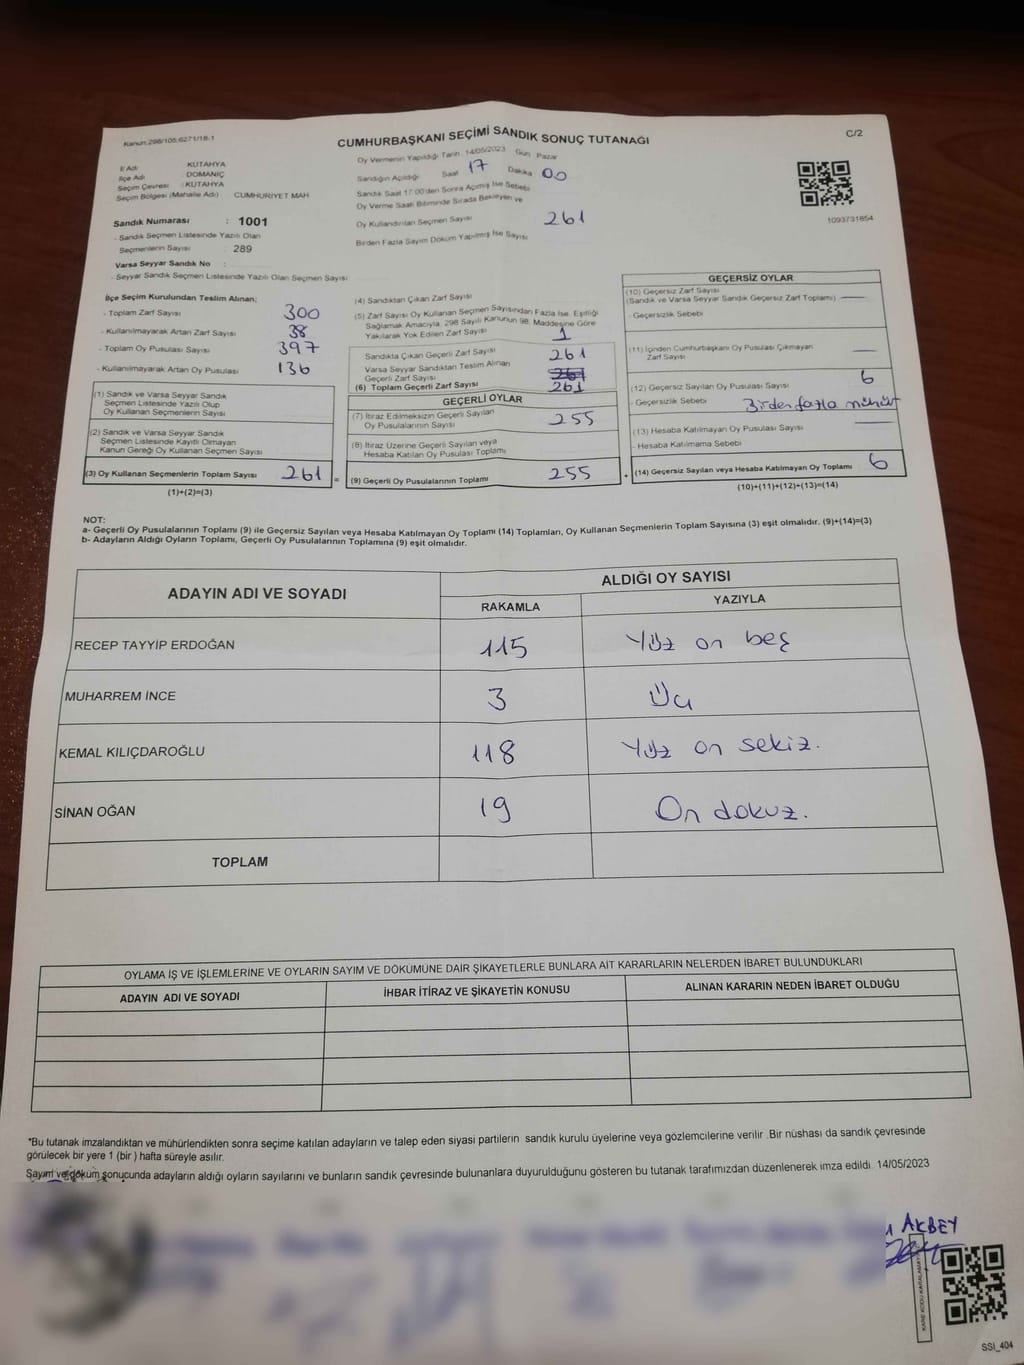 Kanun:298/105;6271/18-1
CUMHURBAŞKANI SEÇİMİ SANDIK SONUÇ TUTANAĞI
C/2
İl Adı KÜTAHYA
İlçe Adı DOMANİÇ
Seçim Çevresi : KÜTAHYA
Seçim Bölgesi (Mahalle Adı) CUMHURİYET MAH.
Sandık Numarası : 1001
- Sandık Seçmen Listesinde Yazılı Olan
Seçmenlerin Sayısı : 289
Varsa Seyyar Sandık No :
- Seyyar Sandık Seçmen Listesinde Yazılı Olan Seçmen Sayısı :
Oy Vermenin Yapıldığı Tarih 14/05/2023 Gün Pazar
Sandığın Açıldığı Saat 17 Dakika 00
Sandık Saat 17:00'den Sonra Açılmış İse Sebebi
Oy Verme Saati Bitiminde Sırada Bekleyen ve
Oy Kullandırılan Seçmen Sayısı 261
Birden Fazla Sayım Döküm Yapılmış İse Sayısı
1093731854
İlçe Seçim Kurulundan Teslim Alınan;
- Toplam Zarf Sayısı 300
- Kullanılmayarak Artan Zarf Sayısı 38
- Toplam Oy Pusulası Sayısı 397
- Kullanılmayarak Artan Oy Pusulası 136
(1) Sandık ve Varsa Seyyar Sandık
Seçmen Listesinde Yazılı Olup
Oy Kullanan Seçmenlerin Sayısı
(2) Sandık ve Varsa Seyyar Sandık
Seçmen Listesinde Kayıtlı Olmayan
Kanun Gereği Oy Kullanan Seçmen Sayısı
(3) Oy Kullanan Seçmenlerin Toplam Sayısı 261 =
(1)+(2)=(3)
(4) Sandıktan Çıkan Zarf Sayısı
(5) Zarf Sayısı Oy Kullanan Seçmen Sayısından Fazla İse, Eşitliği
Sağlamak Amacıyla, 298 Sayılı Kanunun 98. Maddesine Göre
Yakılarak Yok Edilen Zarf Sayısı 1
Sandıkta Çıkan Geçerli Zarf Sayısı 261
Varsa Seyyar Sandıktan Teslim Alınan
Geçerli Zarf Sayısı 261
(6) Toplam Geçerli Zarf Sayısı 261
GEÇERLİ OYLAR
(7) İtiraz Edilmeksizin Geçerli Sayılan
Oy Pusulasının Sayısı 255
(8) İtiraz Üzerine Geçerli Sayılan veya
Hesaba Katılan Oy Pusulası Toplamı
(9) Geçerli Oy Pusulalarının Toplamı 255 +
GEÇERSİZ OYLAR
(10) Geçersiz Zarf Sayısı —
(Sandık ve Varsa Seyyar Sandık Geçersiz Zarf Toplamı)
- Geçersizlik Sebebi
(11) İçinden Cumhurbaşkanı Oy Pusulası Çıkmayan
Zarf Sayısı —
(12) Geçersiz Sayılan Oy Pusulası Sayısı 6
- Geçersizlik Sebebi Birden fazla mühür
(13) Hesaba Katılmayan Oy Pusulası Sayısı —
- Hesaba Katılmama Sebebi
(14) Geçersiz Sayılan veya Hesaba Katılmayan Oy Toplamı 6
(10)+(11)+(12)+(13)=(14)
NOT:
a- Geçerli Oy Pusulalarının Toplamı (9) ile Geçersiz Sayılan veya Hesaba Katılmayan Oy Toplamı (14) Toplamları, Oy Kullanan Seçmenlerin Toplam Sayısına (3) eşit olmalıdır. (9)+(14)=(3)
b- Adayların Aldığı Oyların Toplamı, Geçerli Oy Pusulalarının Toplamına (9) eşit olmalıdır.
ADAYIN ADI VE SOYADI ALDIĞI OY SAYISI
RAKAMLA YAZIYLA
RECEP TAYYİP ERDOĞAN 115 Yüz on beş
MUHARREM İNCE 3 Üç
KEMAL KILIÇDAROĞLU 118 Yüz on sekiz.
SİNAN OĞAN 19 On dokuz.
TOPLAM
OYLAMA İŞ VE İŞLEMLERİNE VE OYLARIN SAYIM VE DÖKÜMÜNE DAİR ŞİKAYETLERLE BUNLARA AİT KARARLARIN NELERDEN İBARET BULUNDUKLARI
ADAYIN ADI VE SOYADI İHBAR İTİRAZ VE ŞİKAYETİN KONUSU ALINAN KARARIN NEDEN İBARET OLDUĞU
*Bu tutanak imzalandıktan ve mühürlendikten sonra seçime katılan adayların ve talep eden siyasi partilerin sandık kurulu üyelerine veya gözlemcilerine verilir. Bir nüshası da sandık çevresinde
görülecek bir yere 1 (bir ) hafta süreyle asılır.
Sayım ve döküm sonucunda adayların aldığı oyların sayılarını ve bunların sandık çevresinde bulunanlara duyurulduğunu gösteren bu tutanak tarafımızdan düzenlenerek imza edildi. 14/05/2023
AKBEY
SSI_404